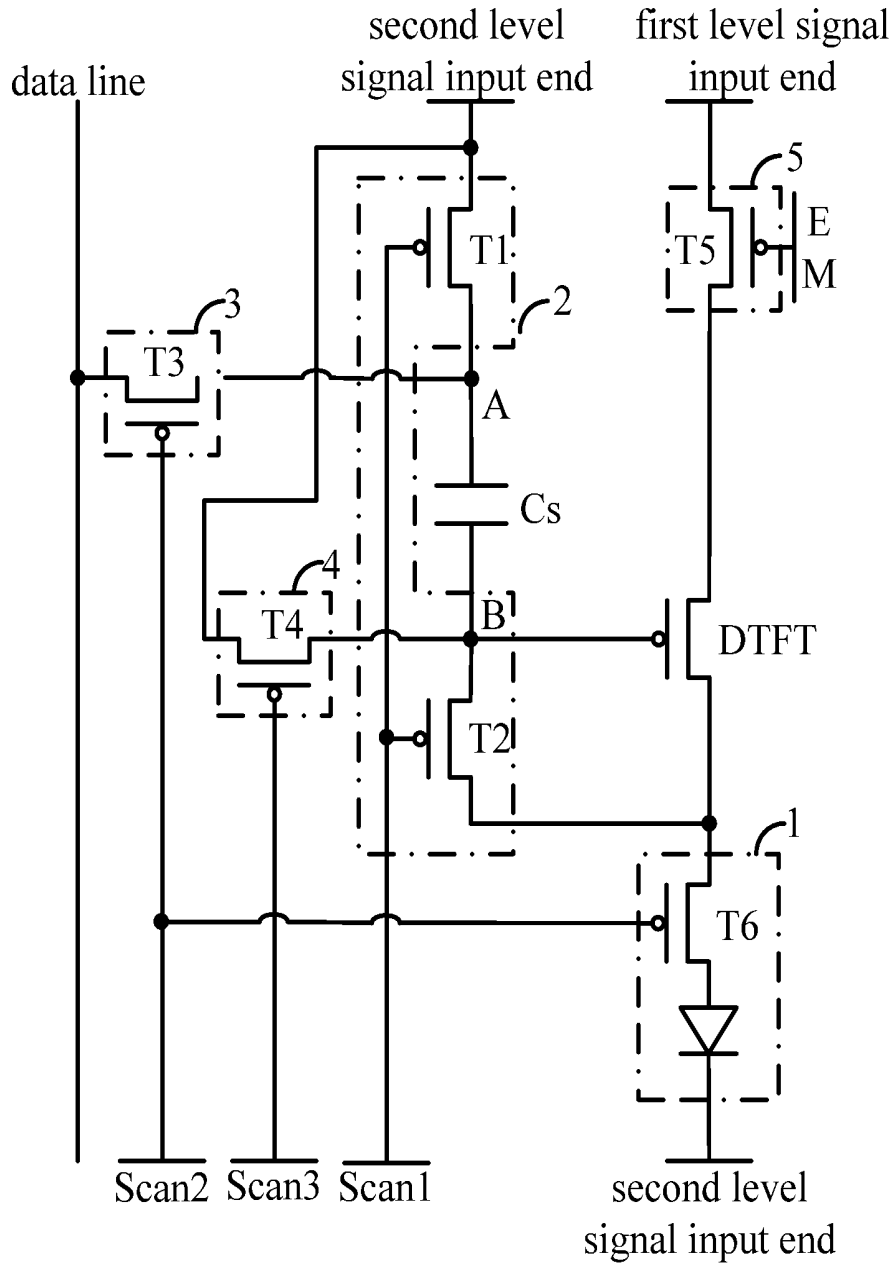 second level
signal input end
first level signal
input end
data line
5
E
M
T5
T1
2
3
T3
A
Cs
4
T4
B
DTFT
T2
1
T6
Scan2
Scan3
Scan1
second level
signal input end